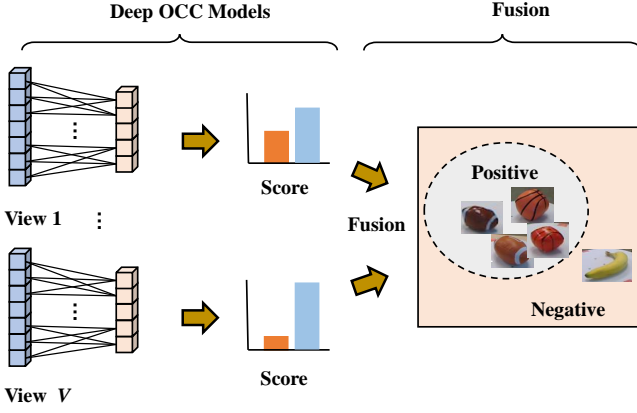 Deep OCC Models
Fusion
Score
View 1
Fusion
Positive
Negative
Score
View V